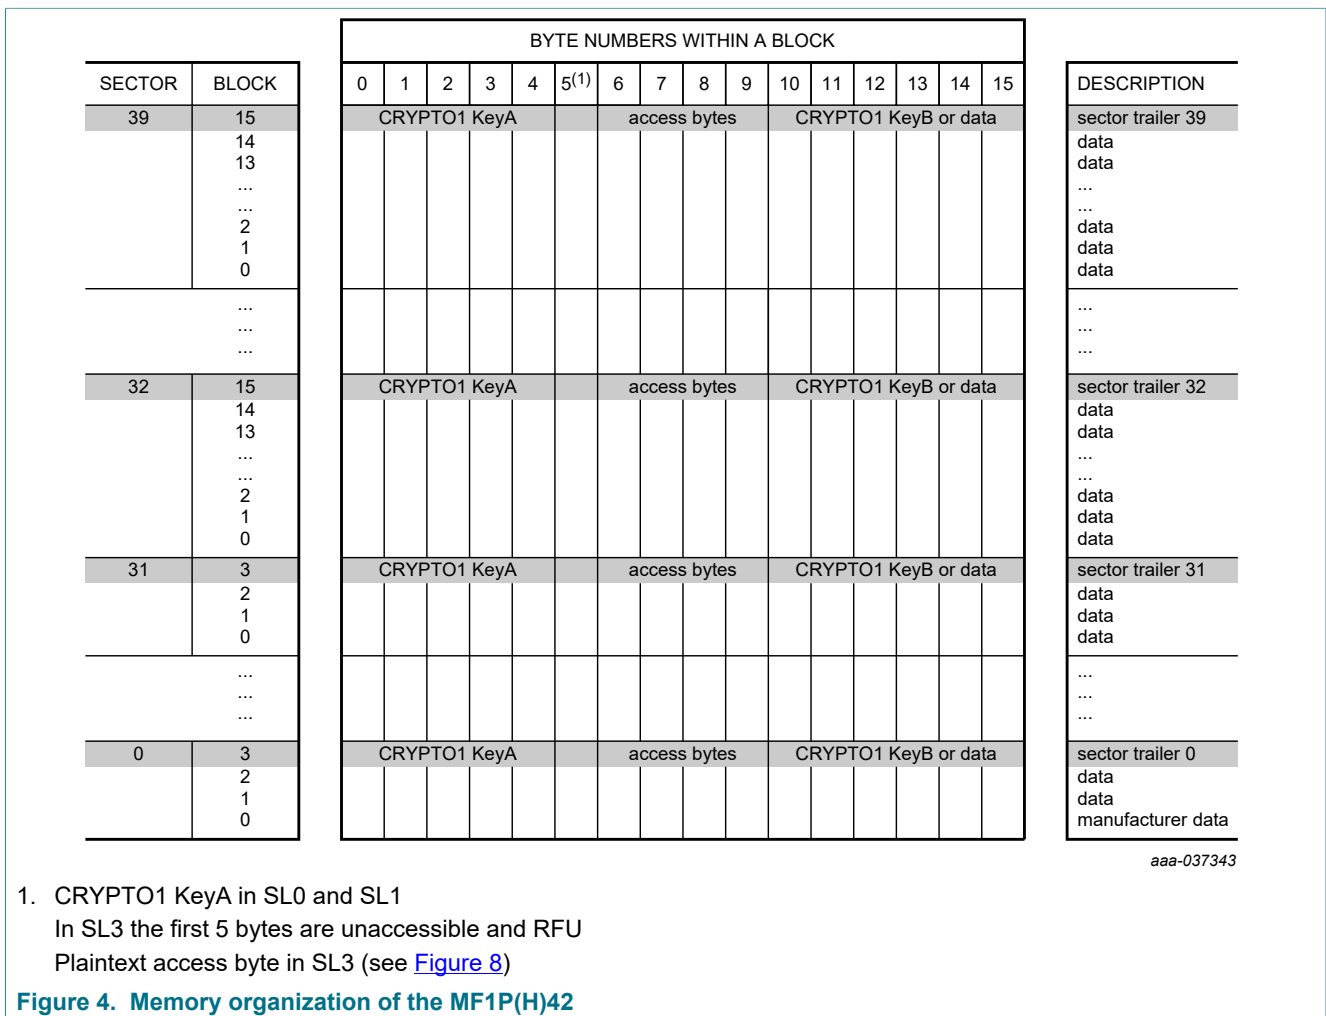 BYTE NUMBERS WITHIN A BLOCK
SECTOR BLOCK 0 1 2 3 4 5(1) 6 7 8 9 10 11 12 13 14 15 DESCRIPTION
39 15 CRYPTO1 KeyA access bytes CRYPTO1 KeyB or data sector trailer 39
14 data
13 data
... ...
... ...
2 data
1 data
0 data
... ...
... ...
... ...
32 15 CRYPTO1 KeyA access bytes CRYPTO1 KeyB or data sector trailer 32
14 data
13 data
... ...
... ...
2 data
1 data
0 data
31 3 CRYPTO1 KeyA access bytes CRYPTO1 KeyB or data sector trailer 31
2 data
1 data
0 data
... ...
... ...
... ...
0 3 CRYPTO1 KeyA access bytes CRYPTO1 KeyB or data sector trailer 0
2 data
1 data
0 manufacturer data
aaa-037343
1. CRYPTO1 KeyA in SL0 and SL1
In SL3 the first 5 bytes are unaccessible and RFU
Plaintext access byte in SL3 (see Figure 8)
Figure 4. Memory organization of the MF1P(H)42